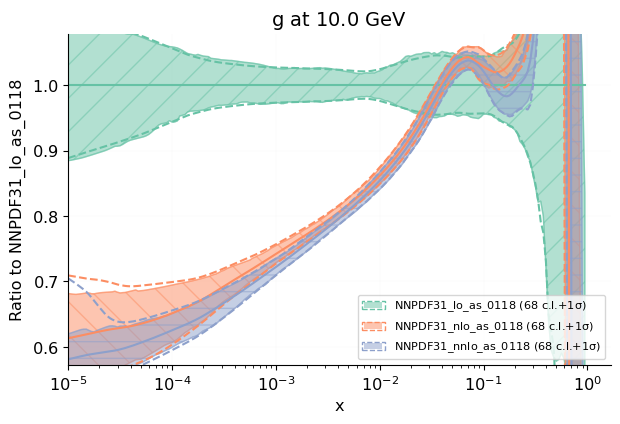 g at 10.0 GeV
Ratio to NNPDF31_lo_as_0118
1.0
0.9
0.8
0.7
0.6
NNPDF31_lo_as_0118 (68 c.l.+1σ)
NNPDF31_nlo_as_0118 (68 c.l.+1σ)
NNPDF31_nnlo_as_0118 (68 c.l.+1σ)
10⁻⁵ 10⁻⁴ 10⁻³ 10⁻² 10⁻¹ 10⁰
x